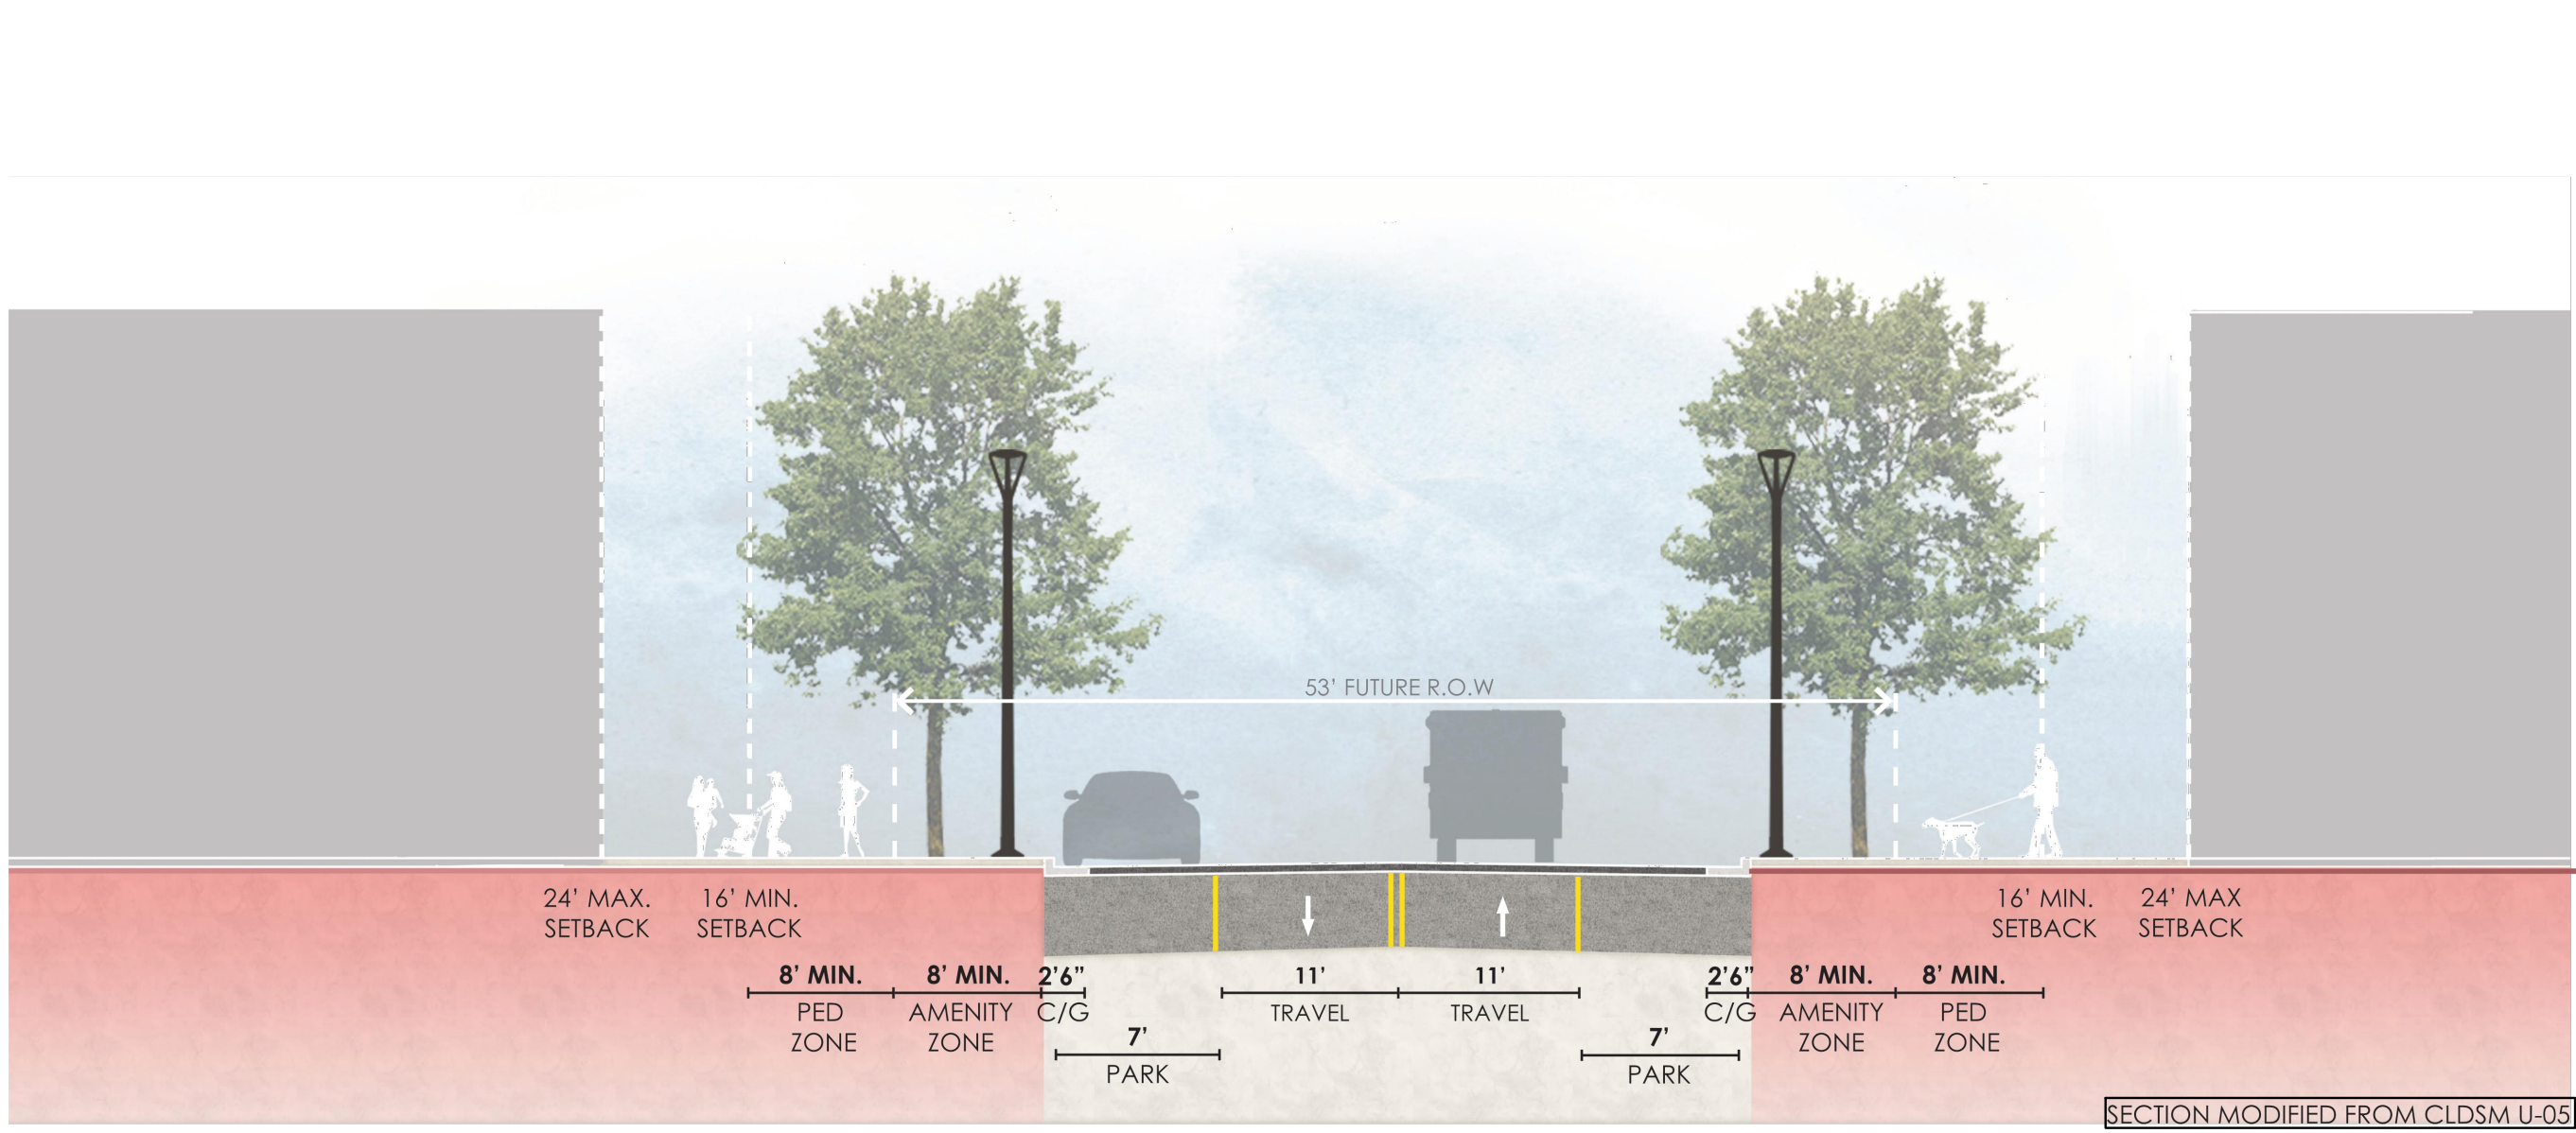 53’ FUTURE R.O.W
24’ MAX.
SETBACK
16’ MIN.
SETBACK
16’ MIN.
SETBACK
24’ MAX
SETBACK
8’ MIN.
PED
ZONE
8’ MIN.
AMENITY
ZONE
2’6”
C/G
7’
PARK
11’
TRAVEL
11’
TRAVEL
7’
PARK
2’6”
C/G
8’ MIN.
AMENITY
ZONE
8’ MIN.
PED
ZONE
SECTION MODIFIED FROM CLDSM U-05